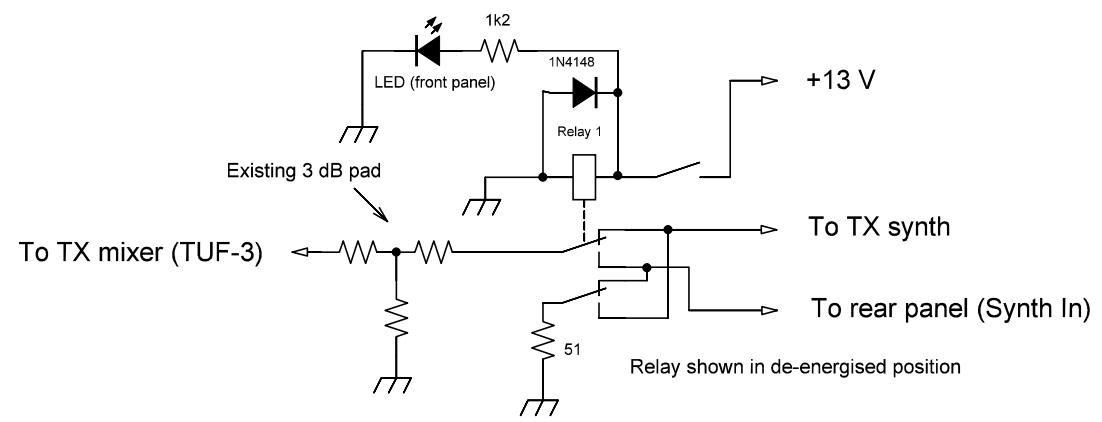 1k2
LED (front panel)
1N4148
+13 V
Relay 1
Existing 3 dB pad
To TX mixer (TUF-3)
To TX synth
To rear panel (Synth In)
51
Relay shown in de-energised position